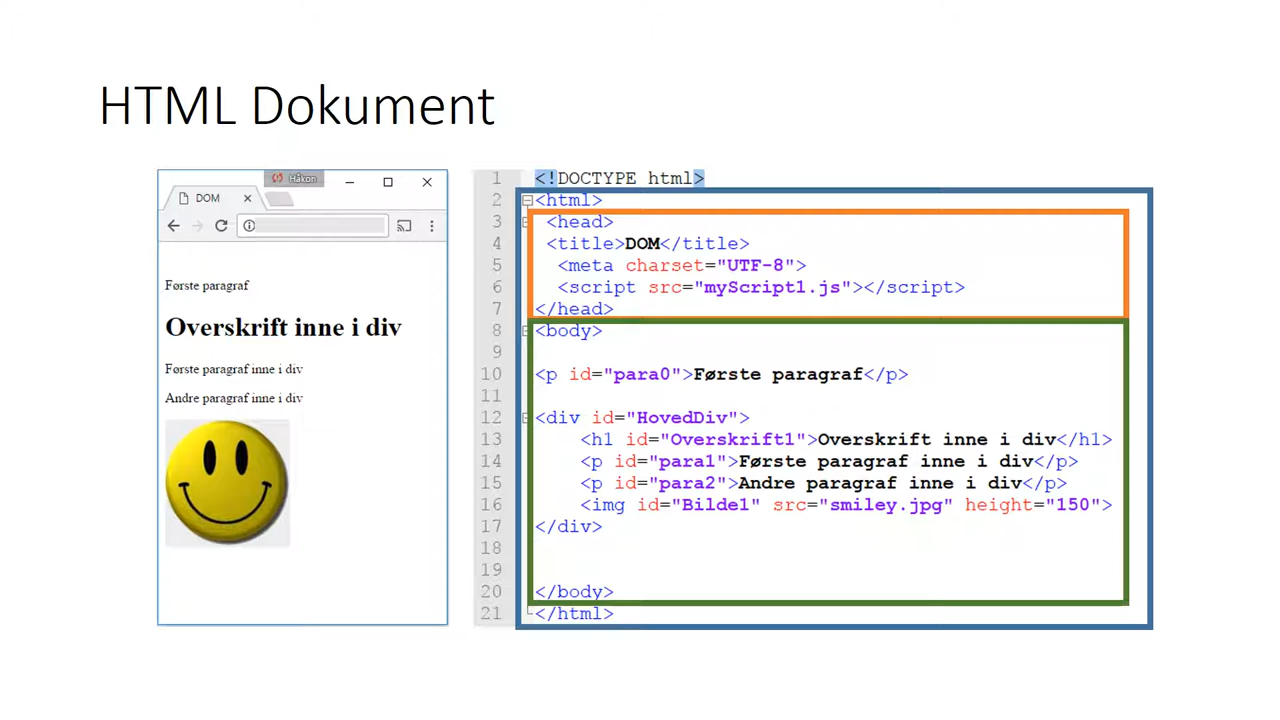 HTML Dokument
Håkon
DOM
Første paragraf
Overskrift inne i div
Første paragraf inne i div
Andre paragraf inne i div
1 <!DOCTYPE html>
2 <html>
3 <head>
4 <title>DOM</title>
5 <meta charset="UTF-8">
6 <script src="myScript1.js"></script>
7 </head>
8 <body>
9
10 <p id="para0">Første paragraf</p>
11
12 <div id="HovedDiv">
13 <h1 id="Overskrift1">Overskrift inne i div</h1>
14 <p id="para1">Første paragraf inne i div</p>
15 <p id="para2">Andre paragraf inne i div</p>
16 <img id="Bilde1" src="smiley.jpg" height="150">
17 </div>
18
19
20 </body>
21 </html>